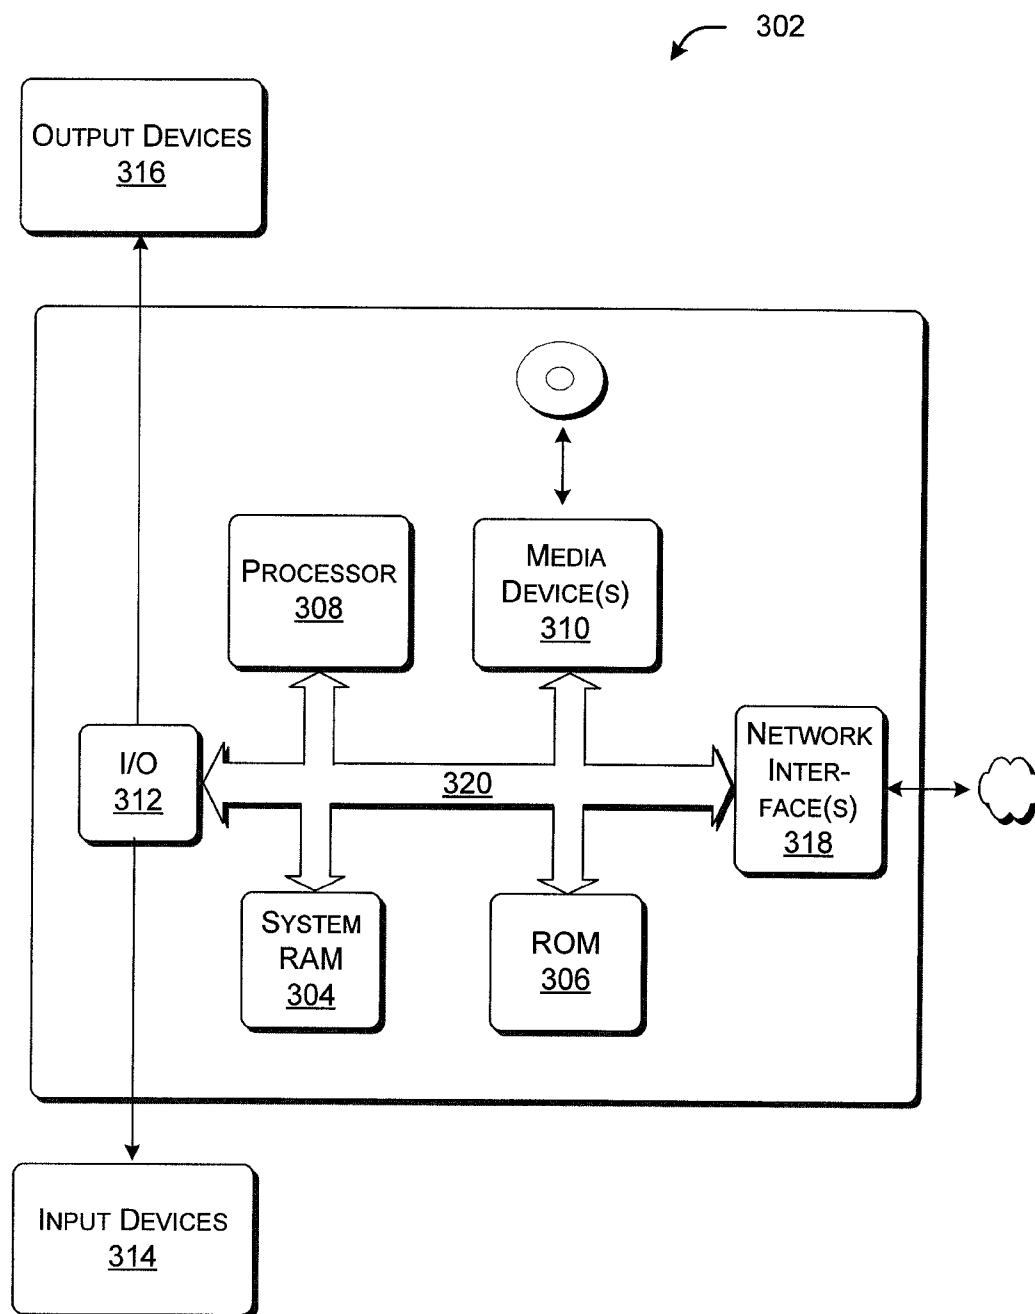 302
OUTPUT DEVICES
316
PROCESSOR
308
MEDIA
DEVICE(S)
310
I/O
312
320
NETWORK
INTER-
FACE(S)
318
SYSTEM
RAM
304
ROM
306
INPUT DEVICES
314